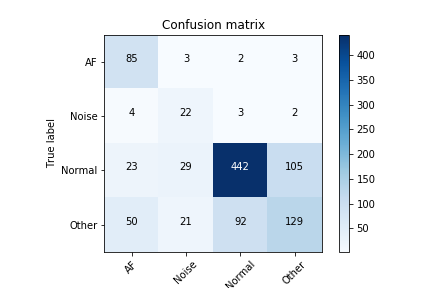 Confusion matrix
AF 85 3 2 3
Noise 4 22 3 2
Normal 23 29 442 105
Other 50 21 92 129
True label
AF Noise Normal Other
400
350
300
250
200
150
100
50